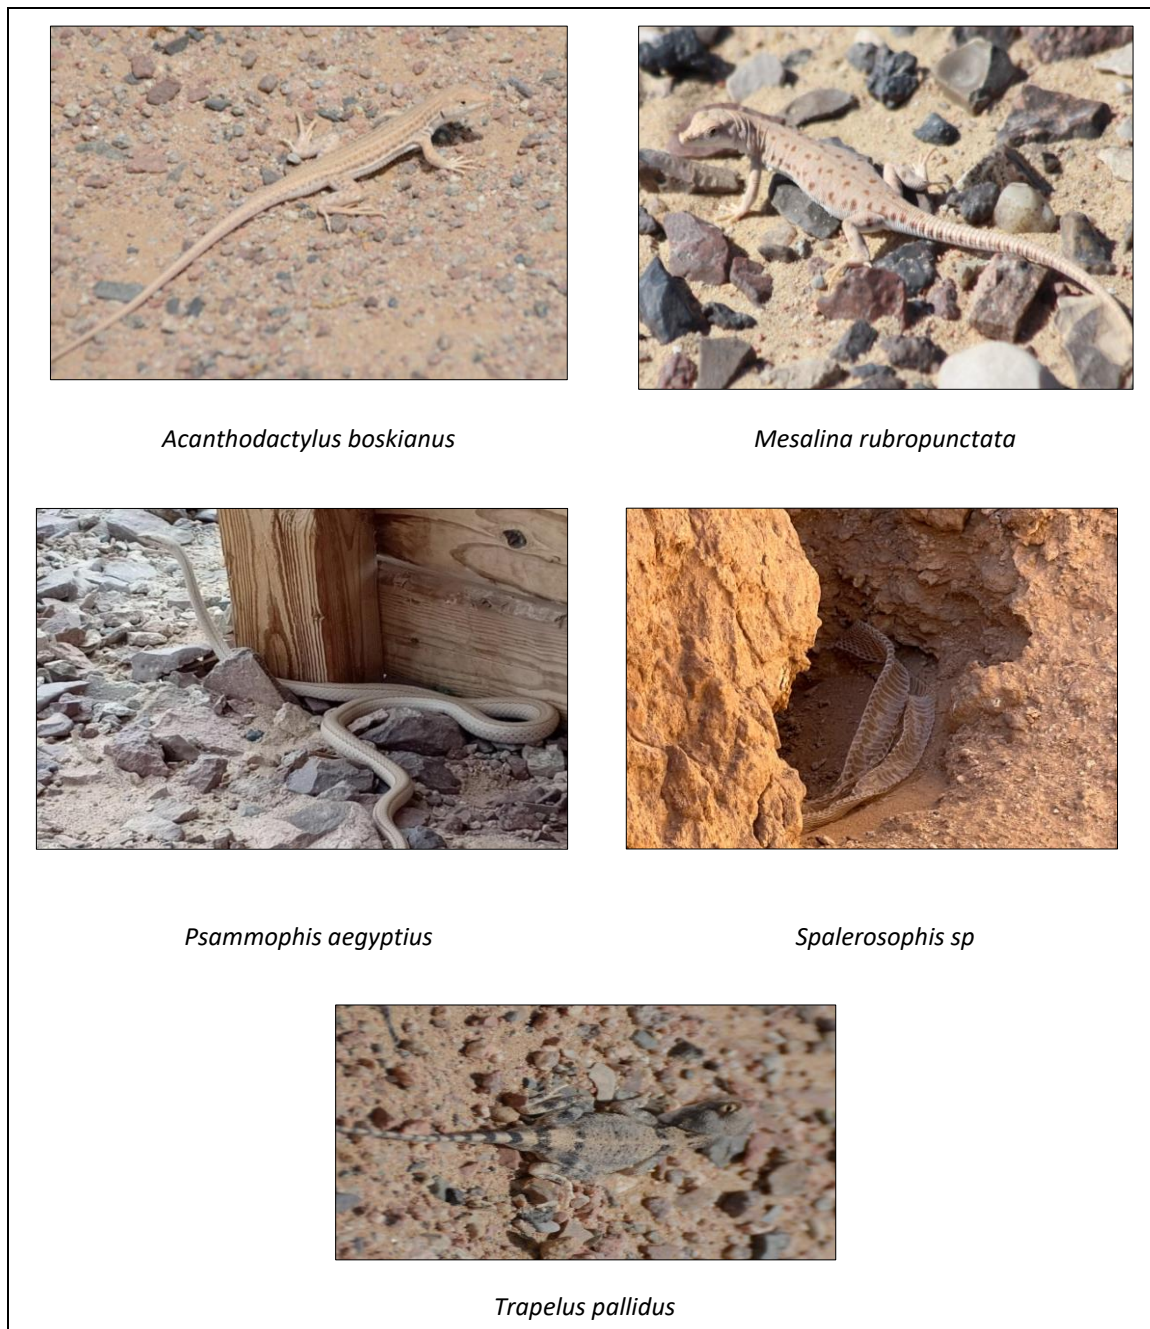 Acanthodactylus boskianus
Mesalina rubropunctata
Psammophis aegyptius
Spalerosophis sp
Trapelus pallidus